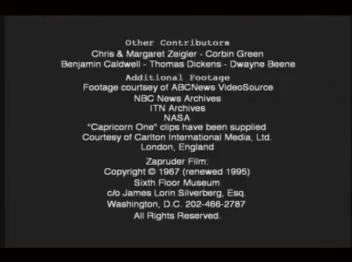 Other Contributors
Chris & Margaret Zeigler - Corbin Green
Benjamin Caldwell - Thomas Dickens - Dwayne Beene
Additional Footage
Footage courtsey of ABCNews VideoSource
NBC News Archives
ITN Archives
NASA
"Capricorn One" clips have been supplied
Courtesy of Carlton International Media, Ltd.
London, England
Zapruder Film:
Copyright © 1967 (renewed 1995)
Sixth Floor Museum
c/o James Lorin Silverberg, Esq.
Washington, D.C. 202-466-2787
All Rights Reserved.